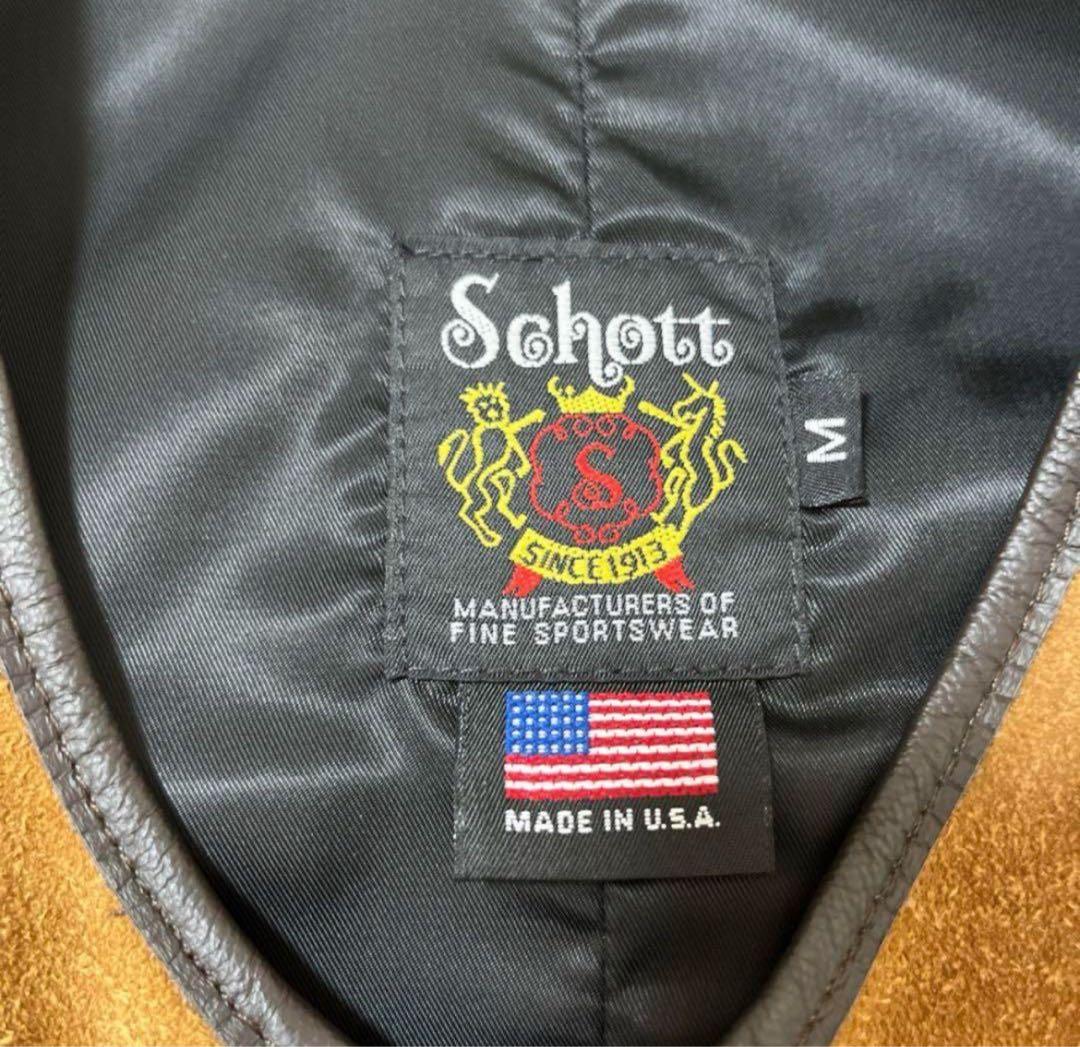 Schott
S
SINCE 1913
MANUFACTURERS OF
FINE SPORTSWEAR
M
MADE IN U.S.A.